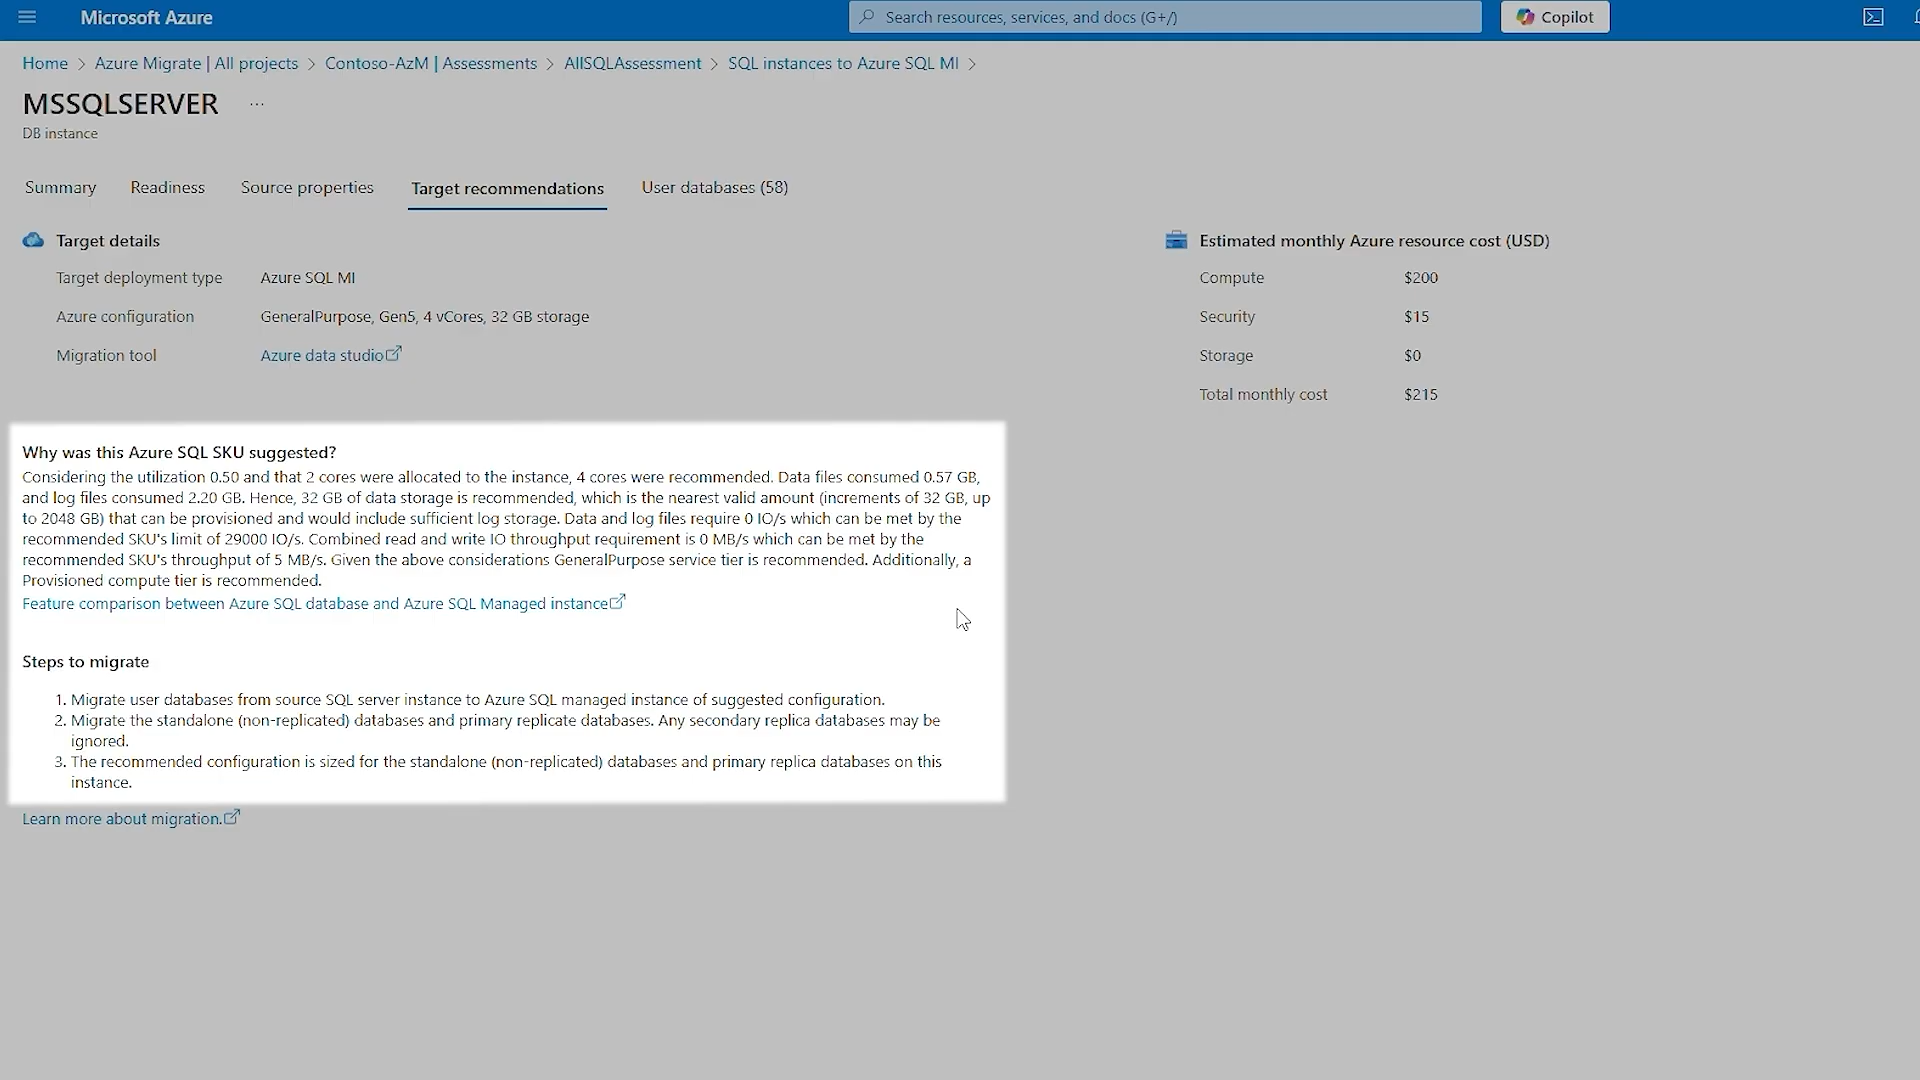 Microsoft Azure
Search resources, services, and docs (G+/)
Copilot
Home > Azure Migrate | All projects > Contoso-AzM | Assessments > AllSQLAssessment > SQL instances to Azure SQL MI >
MSSQLSERVER ...
DB instance
Summary Readiness Source properties Target recommendations User databases (58)
Target details
Target deployment type Azure SQL MI
Azure configuration GeneralPurpose, Gen5, 4 vCores, 32 GB storage
Migration tool Azure data studio
Estimated monthly Azure resource cost (USD)
Compute $200
Security $15
Storage $0
Total monthly cost $215
Why was this Azure SQL SKU suggested?
Considering the utilization 0.50 and that 2 cores were allocated to the instance, 4 cores were recommended. Data files consumed 0.57 GB,
and log files consumed 2.20 GB. Hence, 32 GB of data storage is recommended, which is the nearest valid amount (increments of 32 GB, up
to 2048 GB) that can be provisioned and would include sufficient log storage. Data and log files require 0 IO/s which can be met by the
recommended SKU's limit of 29000 IO/s. Combined read and write IO throughput requirement is 0 MB/s which can be met by the
recommended SKU's throughput of 5 MB/s. Given the above considerations GeneralPurpose service tier is recommended. Additionally, a
Provisioned compute tier is recommended.
Feature comparison between Azure SQL database and Azure SQL Managed instance
Steps to migrate
1. Migrate user databases from source SQL server instance to Azure SQL managed instance of suggested configuration.
2. Migrate the standalone (non-replicated) databases and primary replicate databases. Any secondary replica databases may be
ignored.
3. The recommended configuration is sized for the standalone (non-replicated) databases and primary replica databases on this
instance.
Learn more about migration.